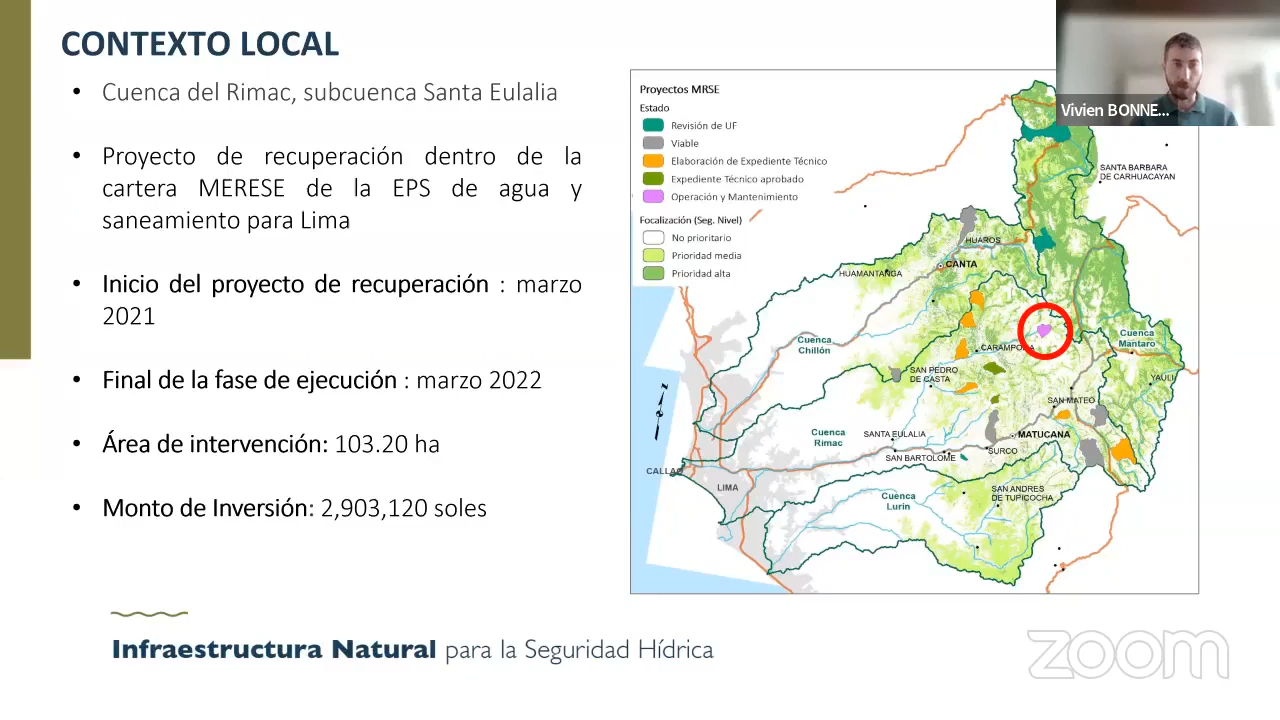 CONTEXTO LOCAL
• Cuenca del Rimac, subcuenca Santa Eulalia
• Proyecto de recuperación dentro de la
cartera MERESE de la EPS de agua y
saneamiento para Lima
• Inicio del proyecto de recuperación : marzo
2021
• Final de la fase de ejecución : marzo 2022
• Área de intervención: 103.20 ha
• Monto de Inversión: 2,903,120 soles
Infraestructura Natural para la Seguridad Hídrica
Proyectos MRSE
Estado
Revisión de UF
Viable
Elaboración de Expediente Técnico
Expediente Técnico aprobado
Operación y Mantenimiento
Focalización (Seg. Nivel)
No prioritario
Prioridad media
Prioridad alta
Vivien BONNE...
SANTA BARBARA
DE CARHUACAYAN
HUAROS
CANTA
HUAMANTANGA
Cuenca
Chillón
Cuenca
Mantaro
SAN PEDRO
DE CASTA
YAULI
SAN MATEO
Cuenca
Rimac
SANTA EULALIA
MATUCANA
SURCO
SAN BARTOLOME
LIMA
SAN ANDRES
DE TUPICOCHA
Cuenca
Lurin
zoom